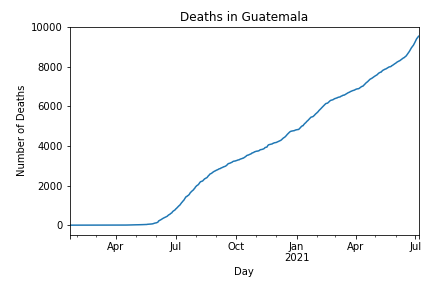 Deaths in Guatemala
10000
8000
6000
4000
2000
0
Number of Deaths
Apr Jul Oct Jan Apr Jul
2021
Day